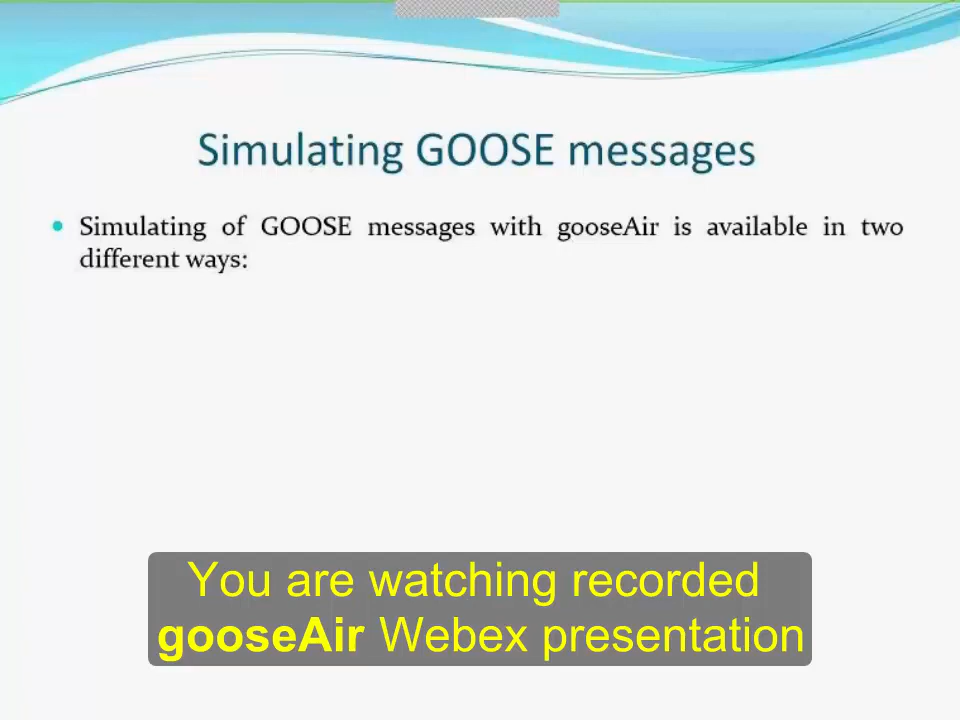 Simulating GOOSE messages
Simulating of GOOSE messages with gooseAir is available in two
different ways:
You are watching recorded
gooseAir Webex presentation